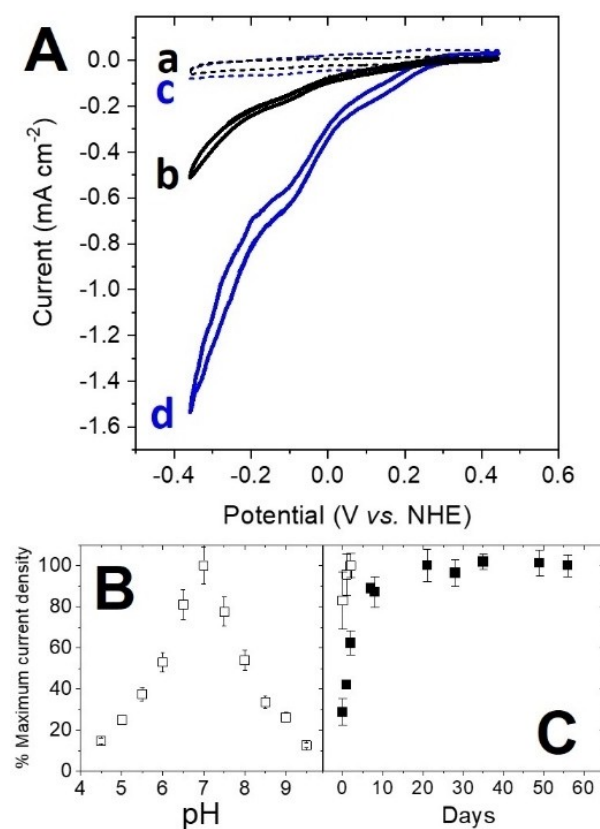 A
a
c
b
d
0.0
-0.2
-0.4
-0.6
-0.8
-1.0
-1.2
-1.4
-1.6
Current (mA cm-2)
-0.4 -0.2 0.0 0.2 0.4 0.6
Potential (V vs. NHE)
B
100
80
60
40
20
0
% Maximum current density
4 5 6 7 8 9
pH
C
0 10 20 30 40 50 60
Days